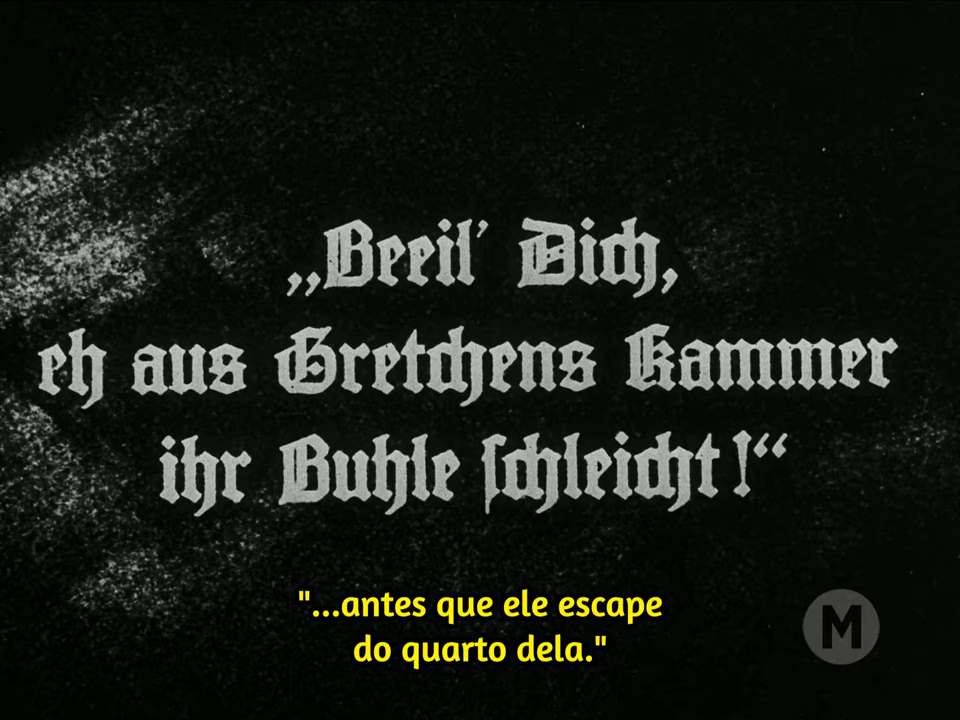 „Beeil’ Dich,
eh aus Gretchens Kammer
ihr Buhle ſchleicht!“
"...antes que ele escape
do quarto dela."
M